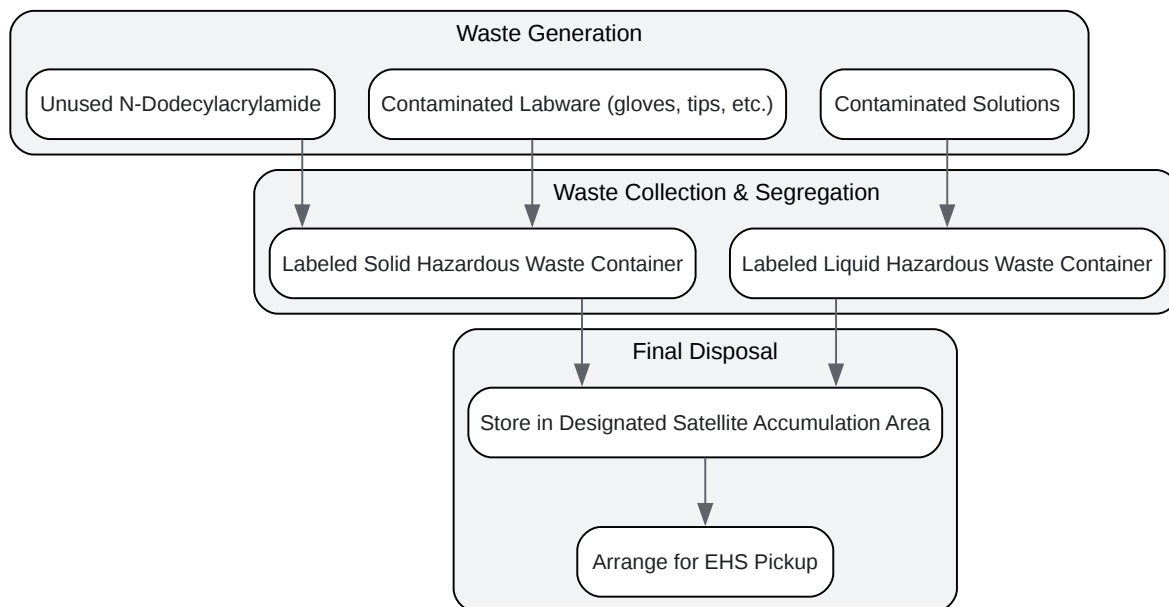 Waste Generation
Unused N-Dodecylacrylamide
Contaminated Labware (gloves, tips, etc.)
Contaminated Solutions
Waste Collection & Segregation
Labeled Solid Hazardous Waste Container
Labeled Liquid Hazardous Waste Container
Final Disposal
Store in Designated Satellite Accumulation Area
Arrange for EHS Pickup